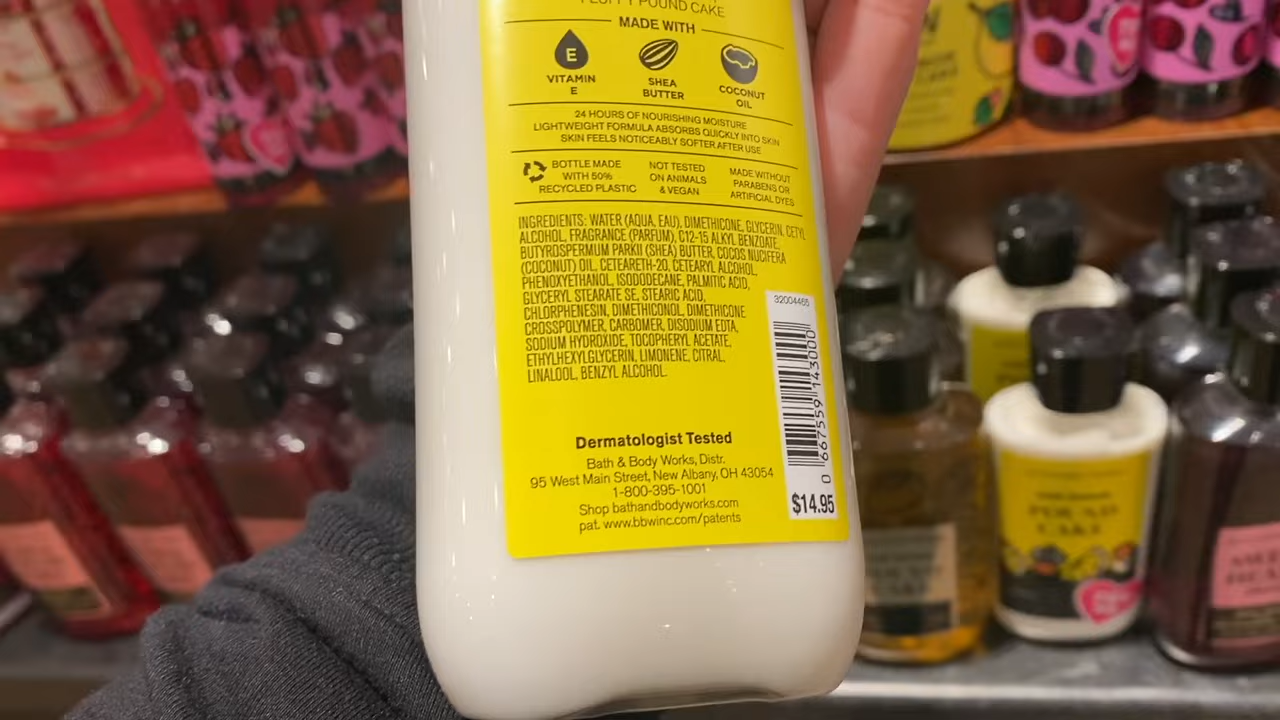 FLUFFY POUND CAKE
MADE WITH
E
VITAMIN
E
SHEA
BUTTER
COCONUT
OIL
24 HOURS OF NOURISHING MOISTURE
LIGHTWEIGHT FORMULA ABSORBS QUICKLY INTO SKIN
SKIN FEELS NOTICEABLY SOFTER AFTER USE
BOTTLE MADE
WITH 50%
RECYCLED PLASTIC
NOT TESTED
ON ANIMALS
& VEGAN
MADE WITHOUT
PARABENS OR
ARTIFICIAL DYES
INGREDIENTS: WATER (AQUA, EAU), DIMETHICONE, GLYCERIN, CETYL
ALCOHOL, FRAGRANCE (PARFUM), C12-15 ALKYL BENZOATE,
BUTYROSPERMUM PARKII (SHEA) BUTTER, COCOS NUCIFERA
(COCONUT) OIL, CETEARETH-20, CETEARYL ALCOHOL,
PHENOXYETHANOL, ISODODECANE, PALMITIC ACID,
GLYCERYL STEARATE SE, STEARIC ACID,
CHLORPHENESIN, DIMETHICONOL, DIMETHICONE
CROSSPOLYMER, CARBOMER, DISODIUM EDTA,
SODIUM HYDROXIDE, TOCOPHERYL ACETATE,
ETHYLHEXYLGLYCERIN, LIMONENE, CITRAL,
LINALOOL, BENZYL ALCOHOL.
32004465
0 667559 143000
$14.95
Dermatologist Tested
Bath & Body Works, Distr.
95 West Main Street, New Albany, OH 43054
1-800-395-1001
Shop bathandbodyworks.com
pat. www.bbwinc.com/patents
POUND
CAKE